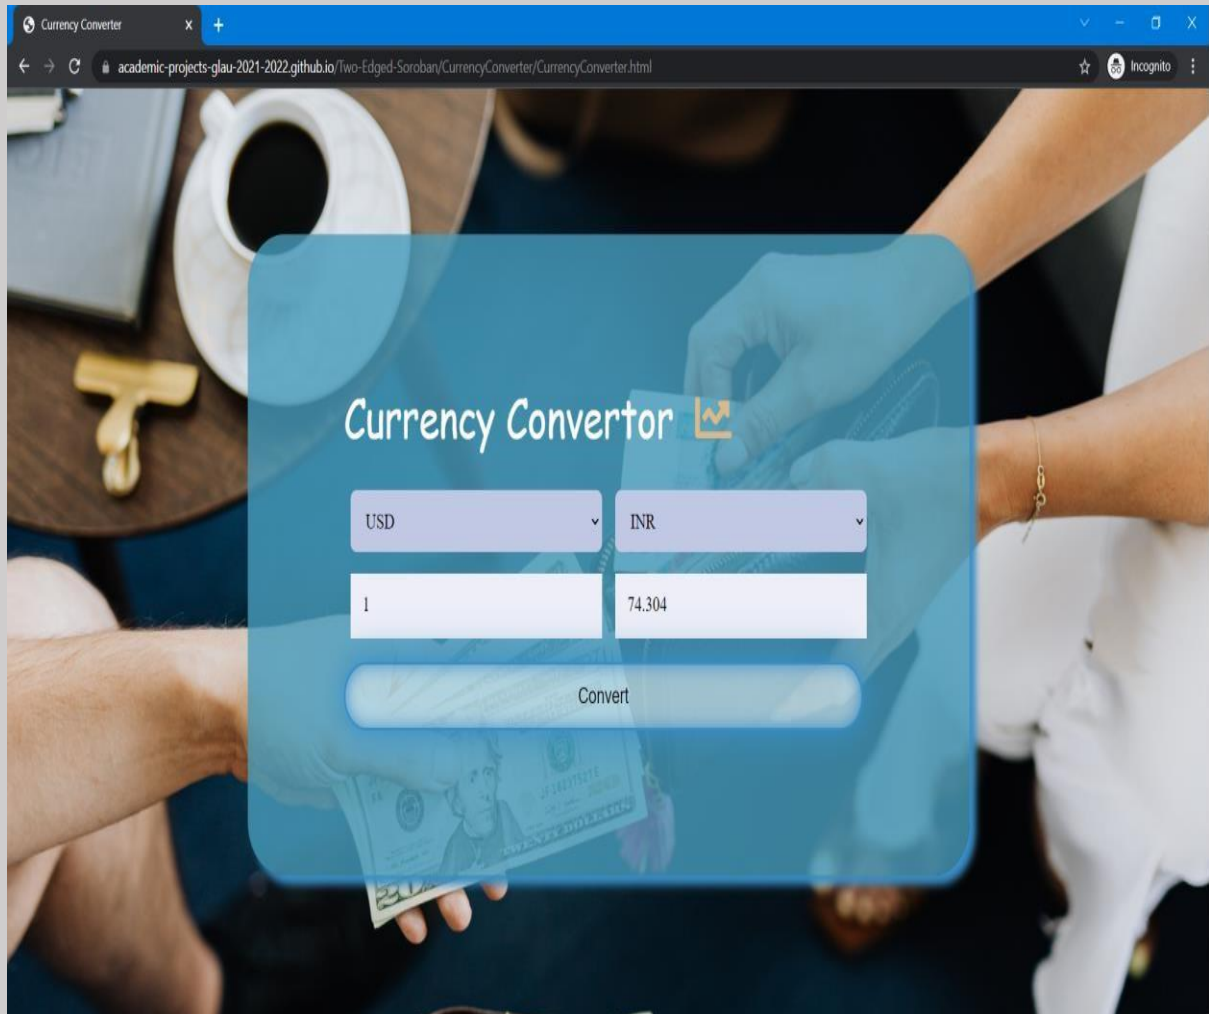 Currency Converter
academic-projects-glau-2021-2022.github.io/Two-Edged-Soroban/CurrencyConverter/CurrencyConverter.html
Incognito
Currency Convertor
USD INR
1 74.304
Convert